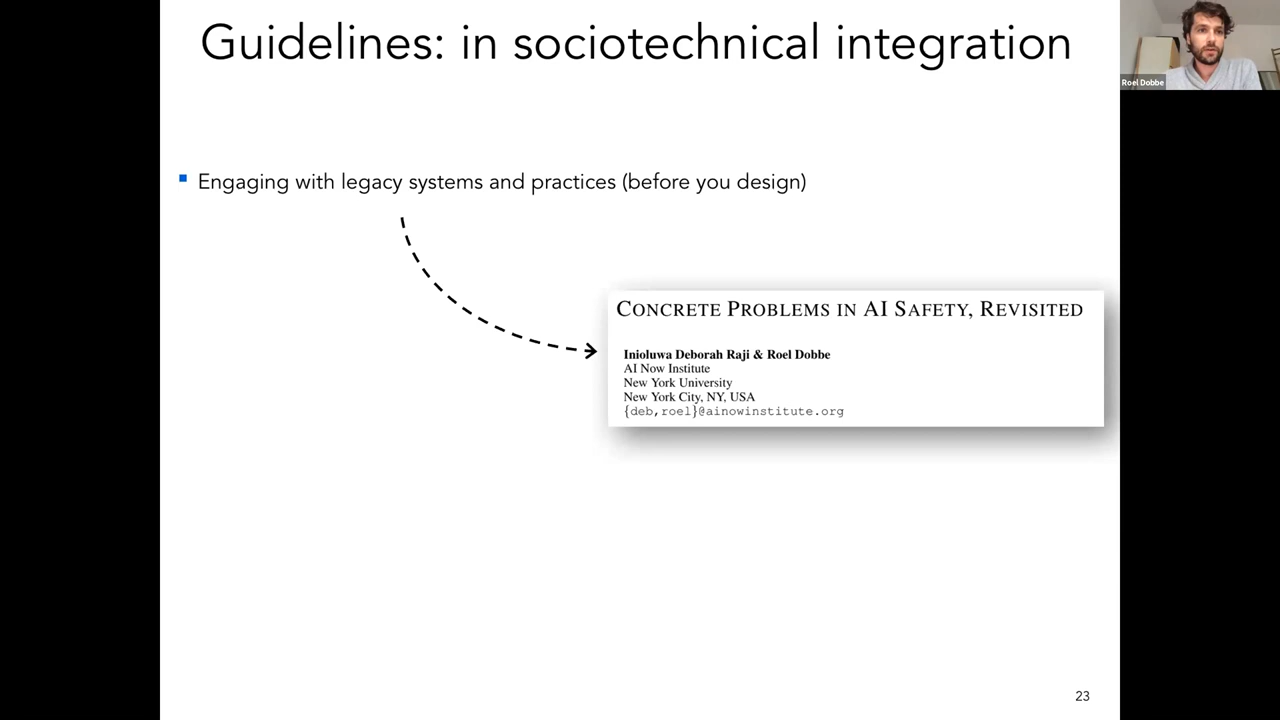 Guidelines: in sociotechnical integration
Roel Dobbe
Engaging with legacy systems and practices (before you design)
CONCRETE PROBLEMS IN AI SAFETY, REVISITED
Inioluwa Deborah Raji & Roel Dobbe
AI Now Institute
New York University
New York City, NY, USA
{deb,roel}@ainowinstitute.org
23